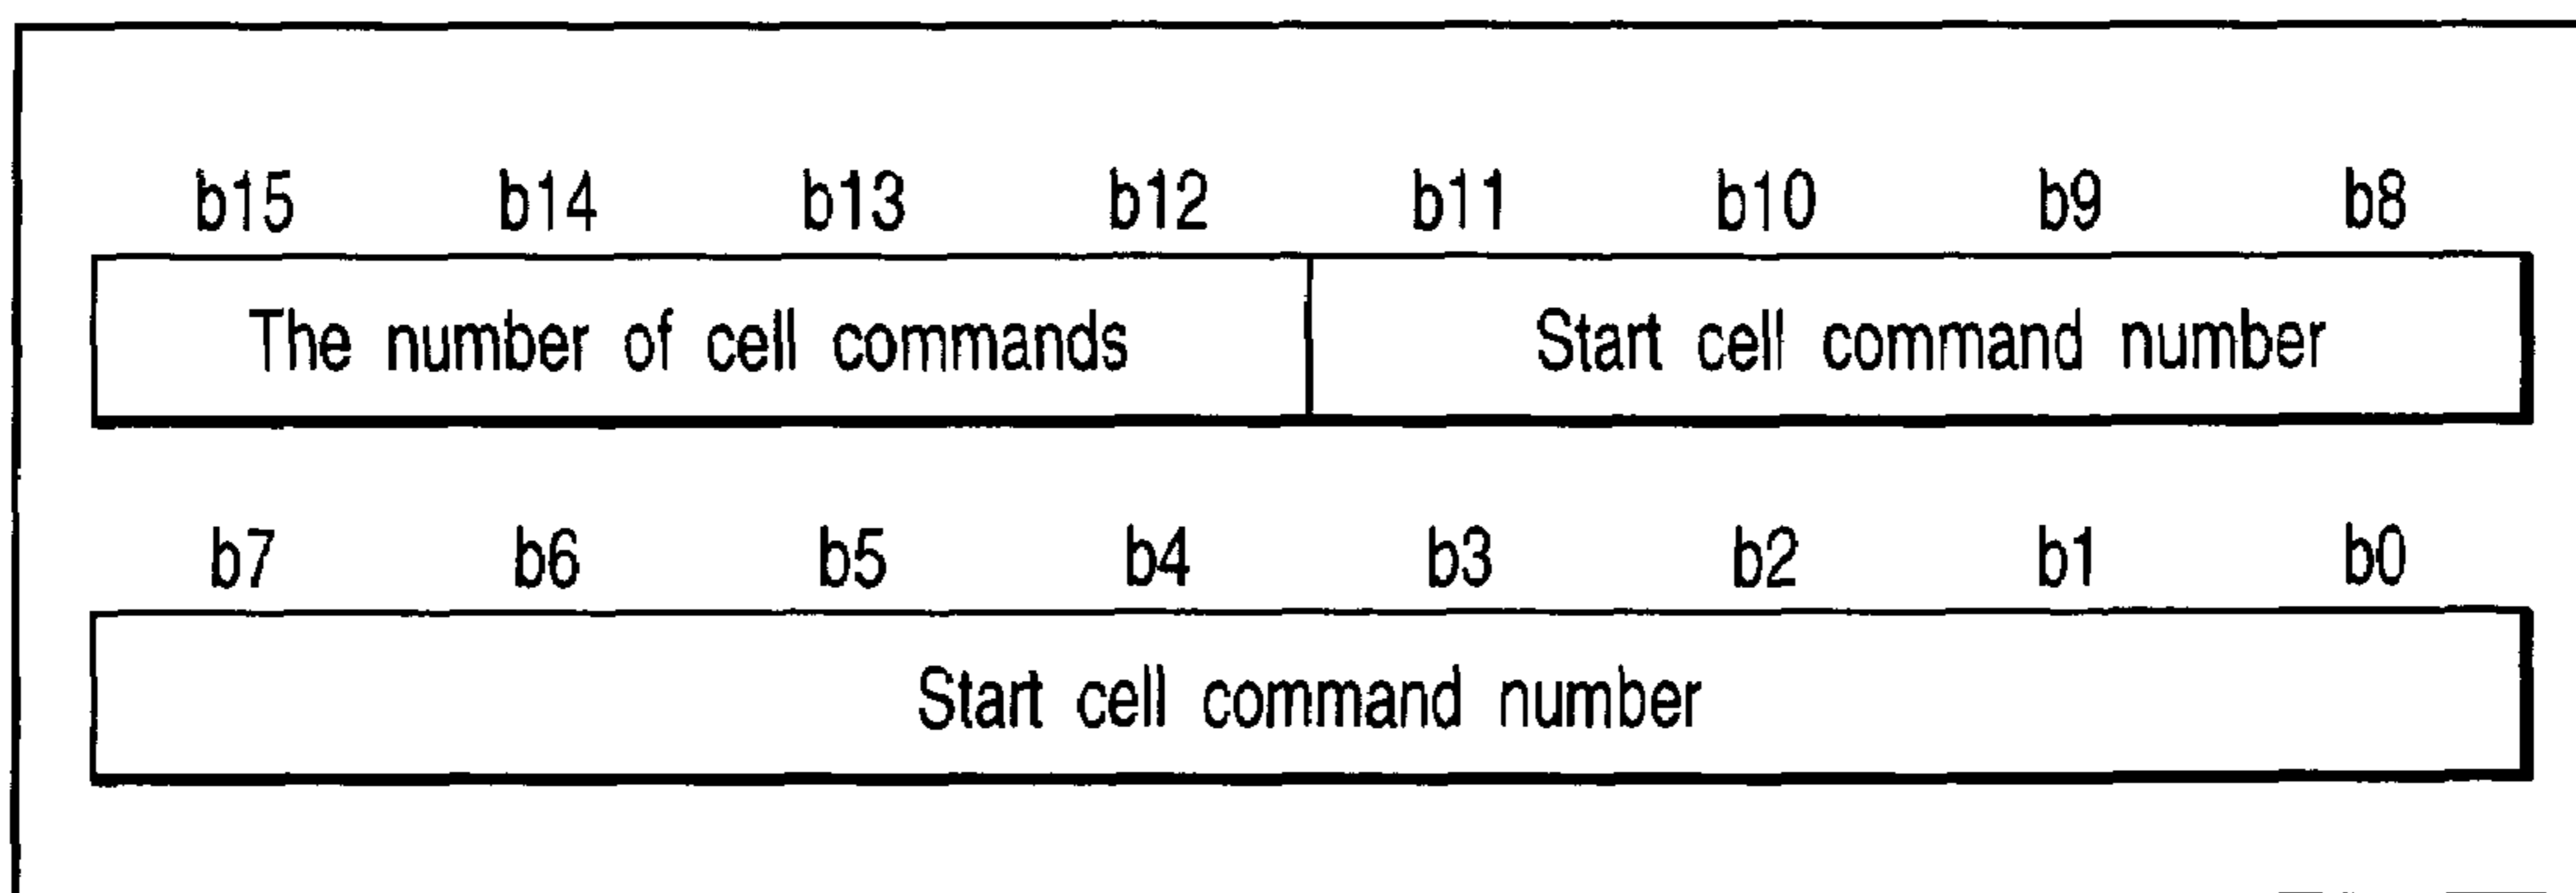 b15 b14 b13 b12 b11 b10 b9 b8
The number of cell commands Start cell command number
b7 b6 b5 b4 b3 b2 b1 b0
Start cell command number